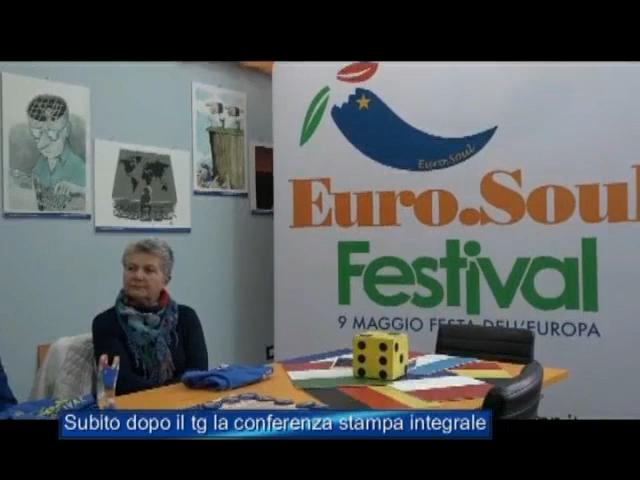 Euro.Soul
Euro.Soul
Festival
9 MAGGIO FESTA DELL'EUROPA
Subito dopo il tg la conferenza stampa integrale